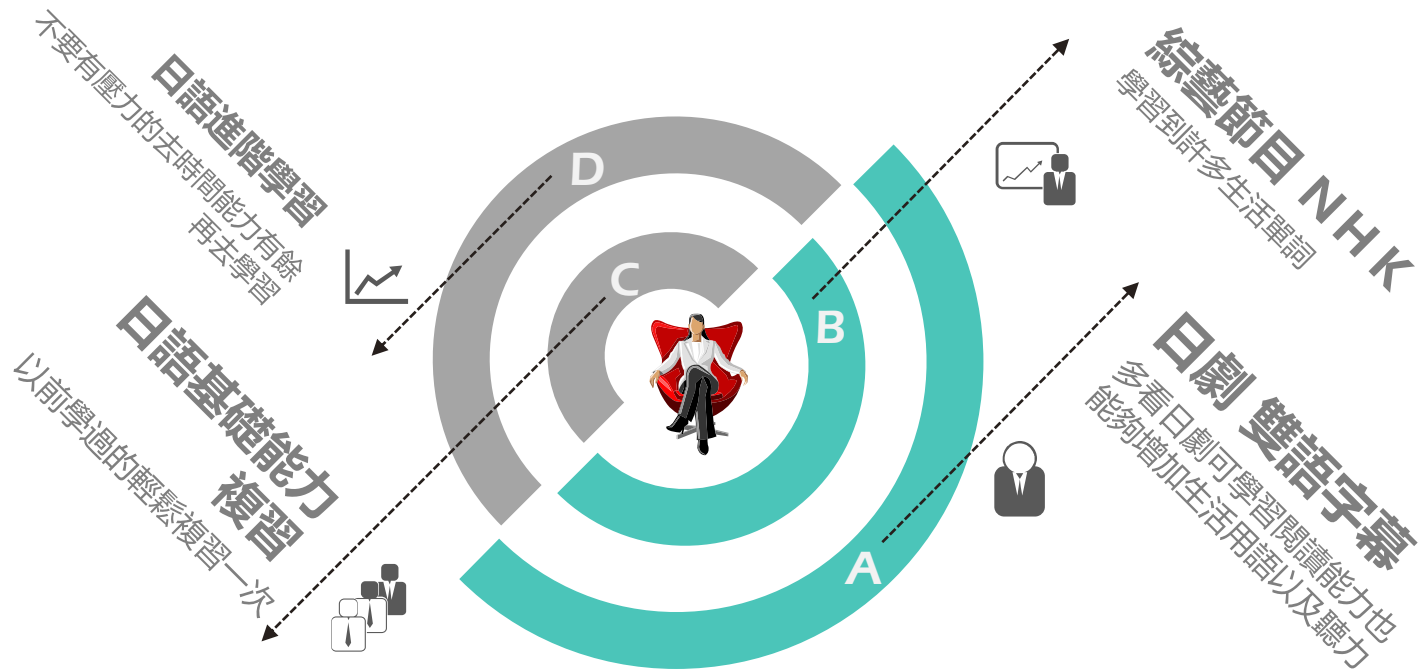 日語進階學習
不要有壓力的去時間能力有餘
再去學習
日語基礎能力
複習
以前學過的輕鬆複習一次
D
C
B
A
綜藝節目 NHK
學習到許多生活單詞
日劇 雙語字幕
多看日劇可學習閱讀能力也
能夠增加生活用語以及聽力